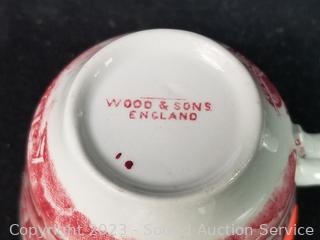 WOOD & SONS
ENGLAND
Copyright 2023 - Sound Auction Service